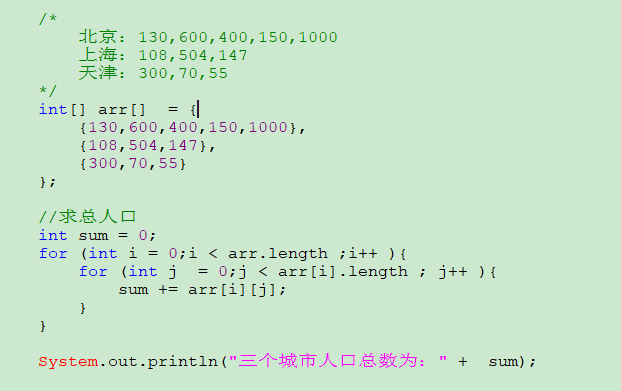 /*
    北京：130,600,400,150,1000
    上海：108,504,147
    天津：300,70,55
*/
int[] arr[]  = {
    {130,600,400,150,1000},
    {108,504,147},
    {300,70,55}
};
//求总人口
int sum = 0;
for (int i = 0;i < arr.length ;i++ ){
    for (int j  = 0;j < arr[i].length ; j++ ){
        sum += arr[i][j];
    }
}
System.out.println("三个城市人口总数为：" +  sum);